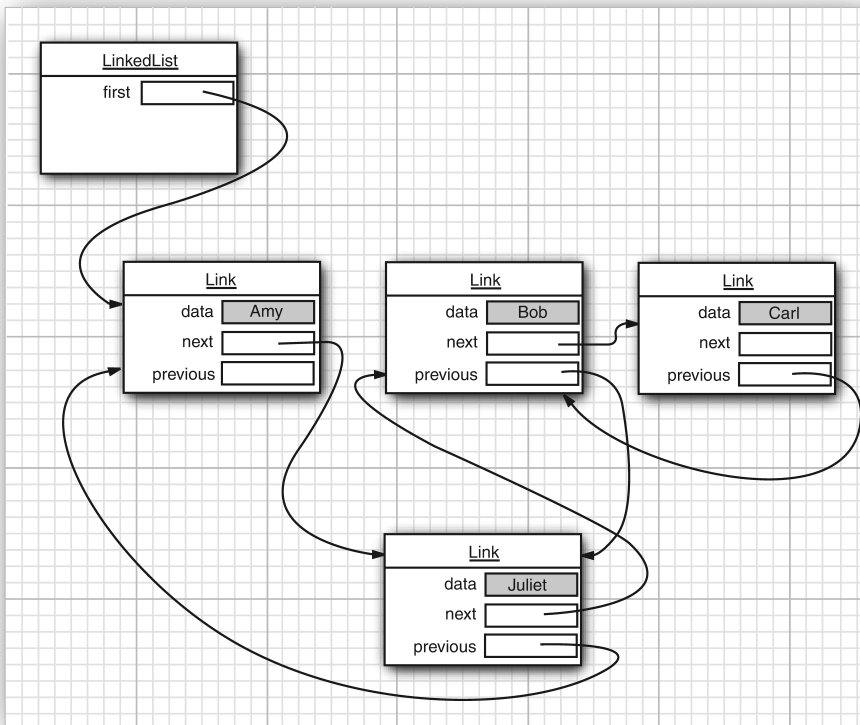 LinkedList
first
Link
data Amy
next
previous
Link
data Bob
next
previous
Link
data Carl
next
previous
Link
data Juliet
next
previous